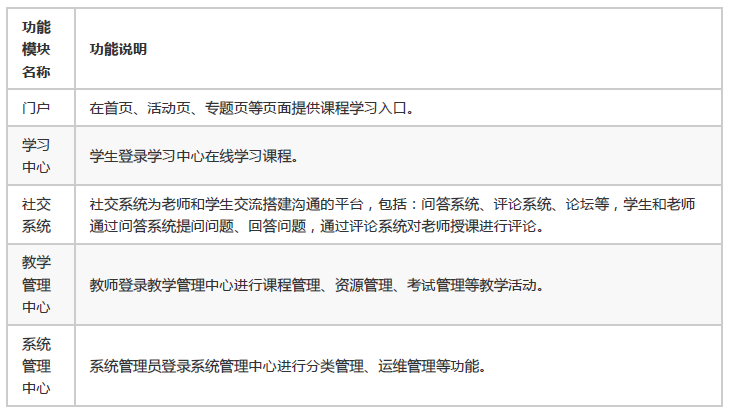 功能
模块
名称
功能说明
门户
在首页、活动页、专题页等页面提供课程学习入口。
学习
中心
学生登录学习中心在线学习课程。
社交
系统
社交系统为老师和学生交流搭建沟通的平台，包括：问答系统、评论系统、论坛等，学生和老师
通过问答系统提问问题、回答问题，通过评论系统对老师授课进行评论。
教学
管理
中心
教师登录教学管理中心进行课程管理、资源管理、考试管理等教学活动。
系统
管理
中心
系统管理员登录系统管理中心进行分类管理、运维管理等功能。